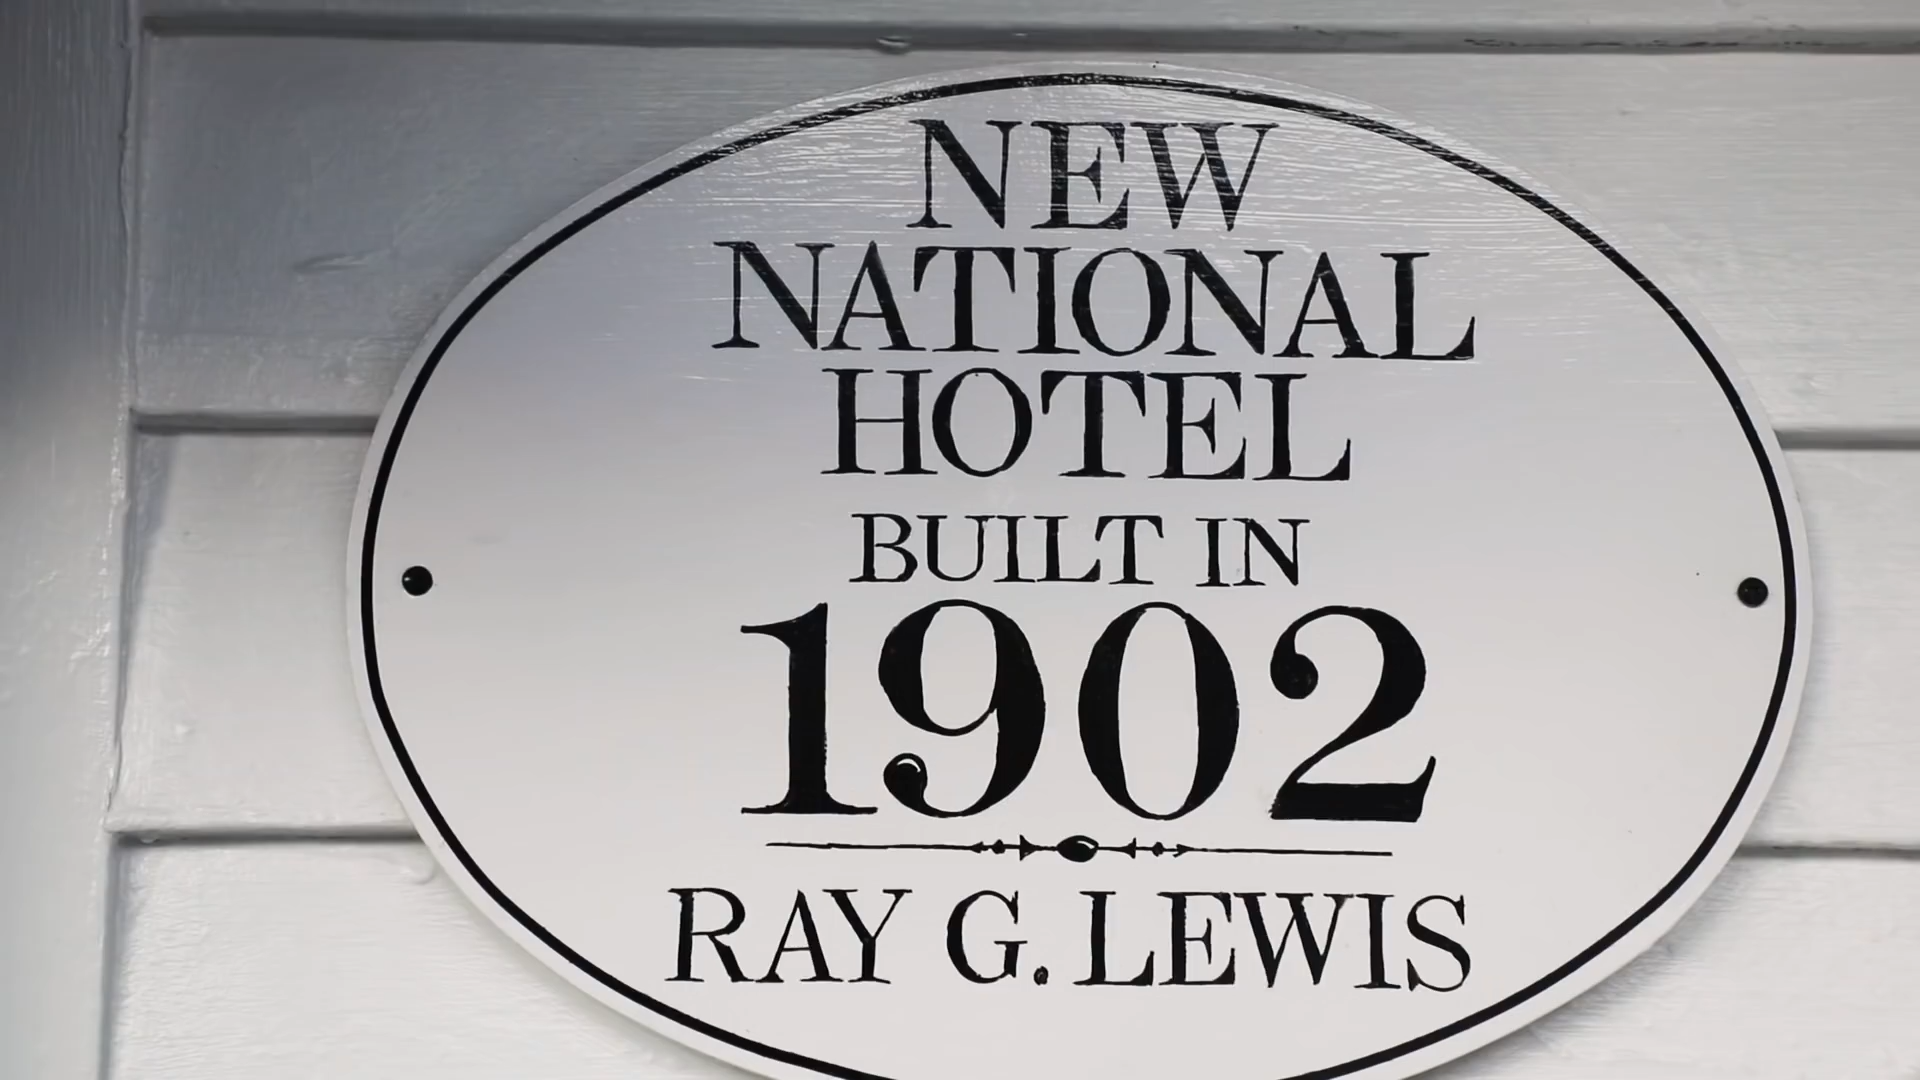 NEW
NATIONAL
HOTEL
BUILT IN
1902
RAY G. LEWIS